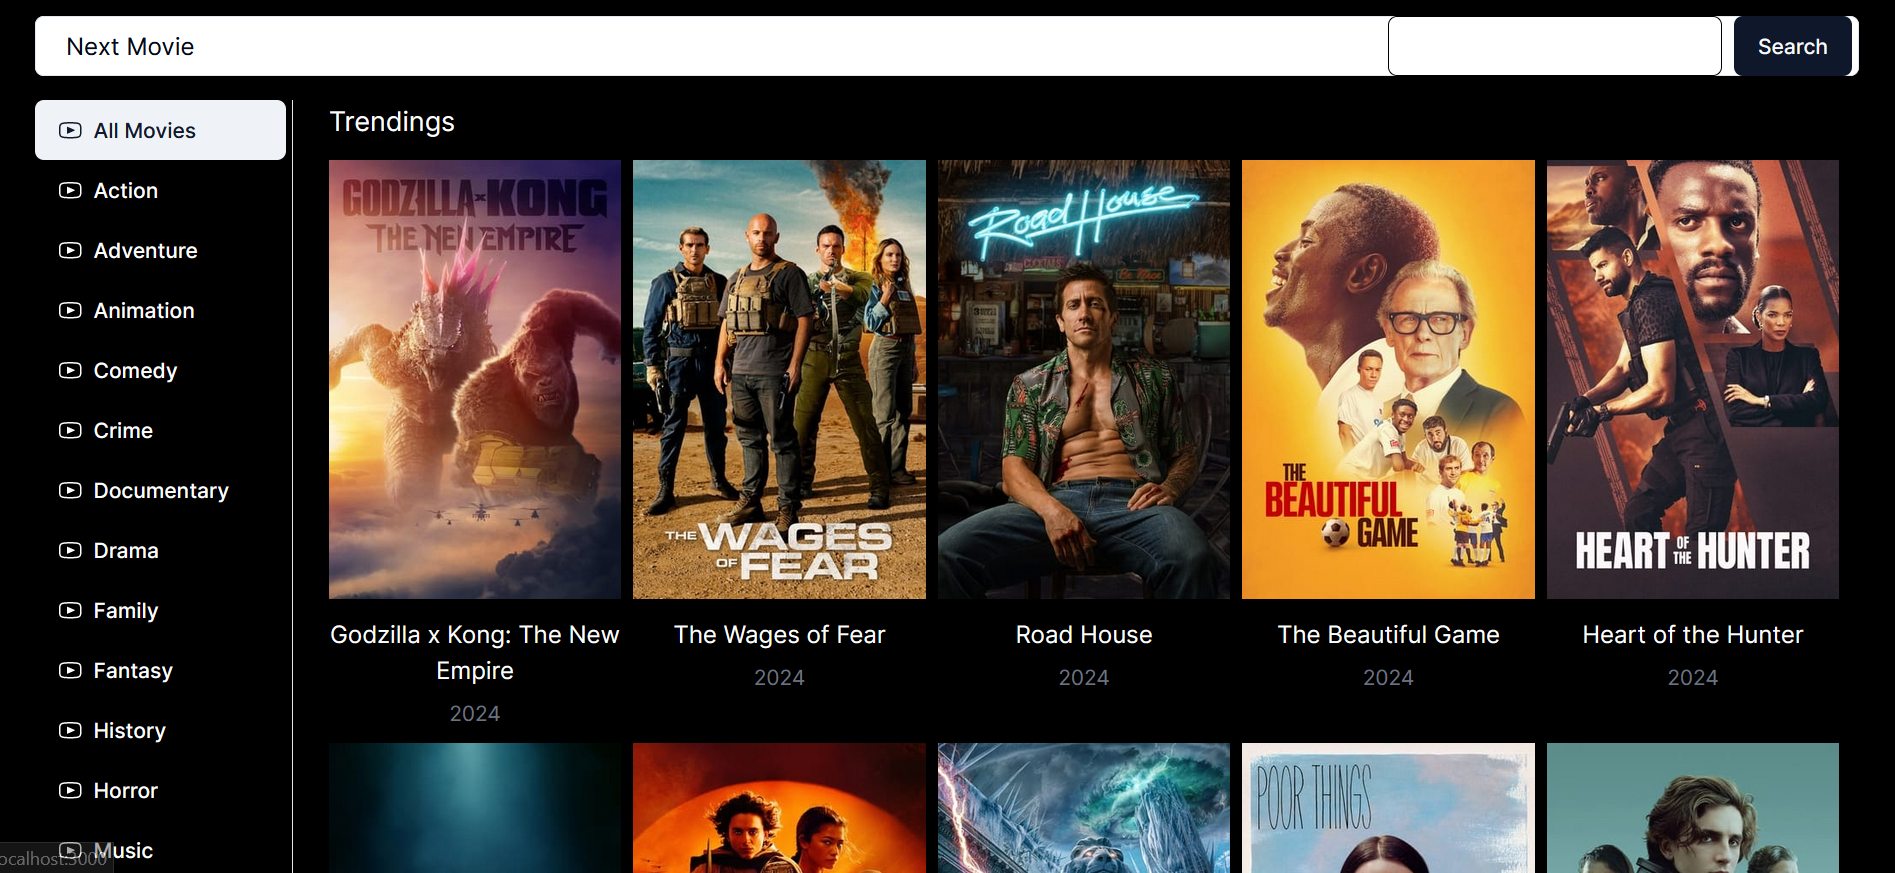 Next Movie
Search
All Movies
Action
Adventure
Animation
Comedy
Crime
Documentary
Drama
Family
Fantasy
History
Horror
Music
ocalhost:3000
Trendings
GODZILLA x KONG
THE NEW EMPIRE
THE WAGES
OF FEAR
Road House
COCKTAILS
THE
BEAUTIFUL
GAME
HEART OF THE HUNTER
Godzilla x Kong: The New
Empire
2024
The Wages of Fear
2024
Road House
2024
The Beautiful Game
2024
Heart of the Hunter
2024
POOR THINGS